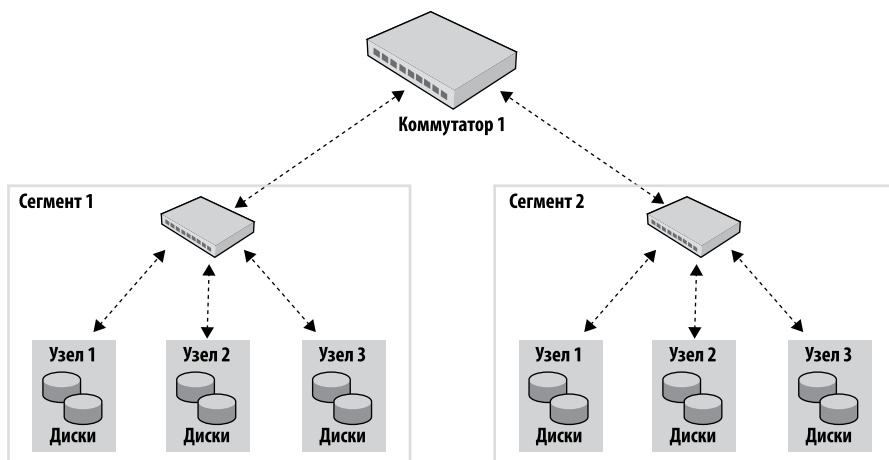 Коммутатор 1
Сегмент 1
Сегмент 2
Узел 1
Узел 2
Узел 3
Узел 1
Узел 2
Узел 3
Диски
Диски
Диски
Диски
Диски
Диски